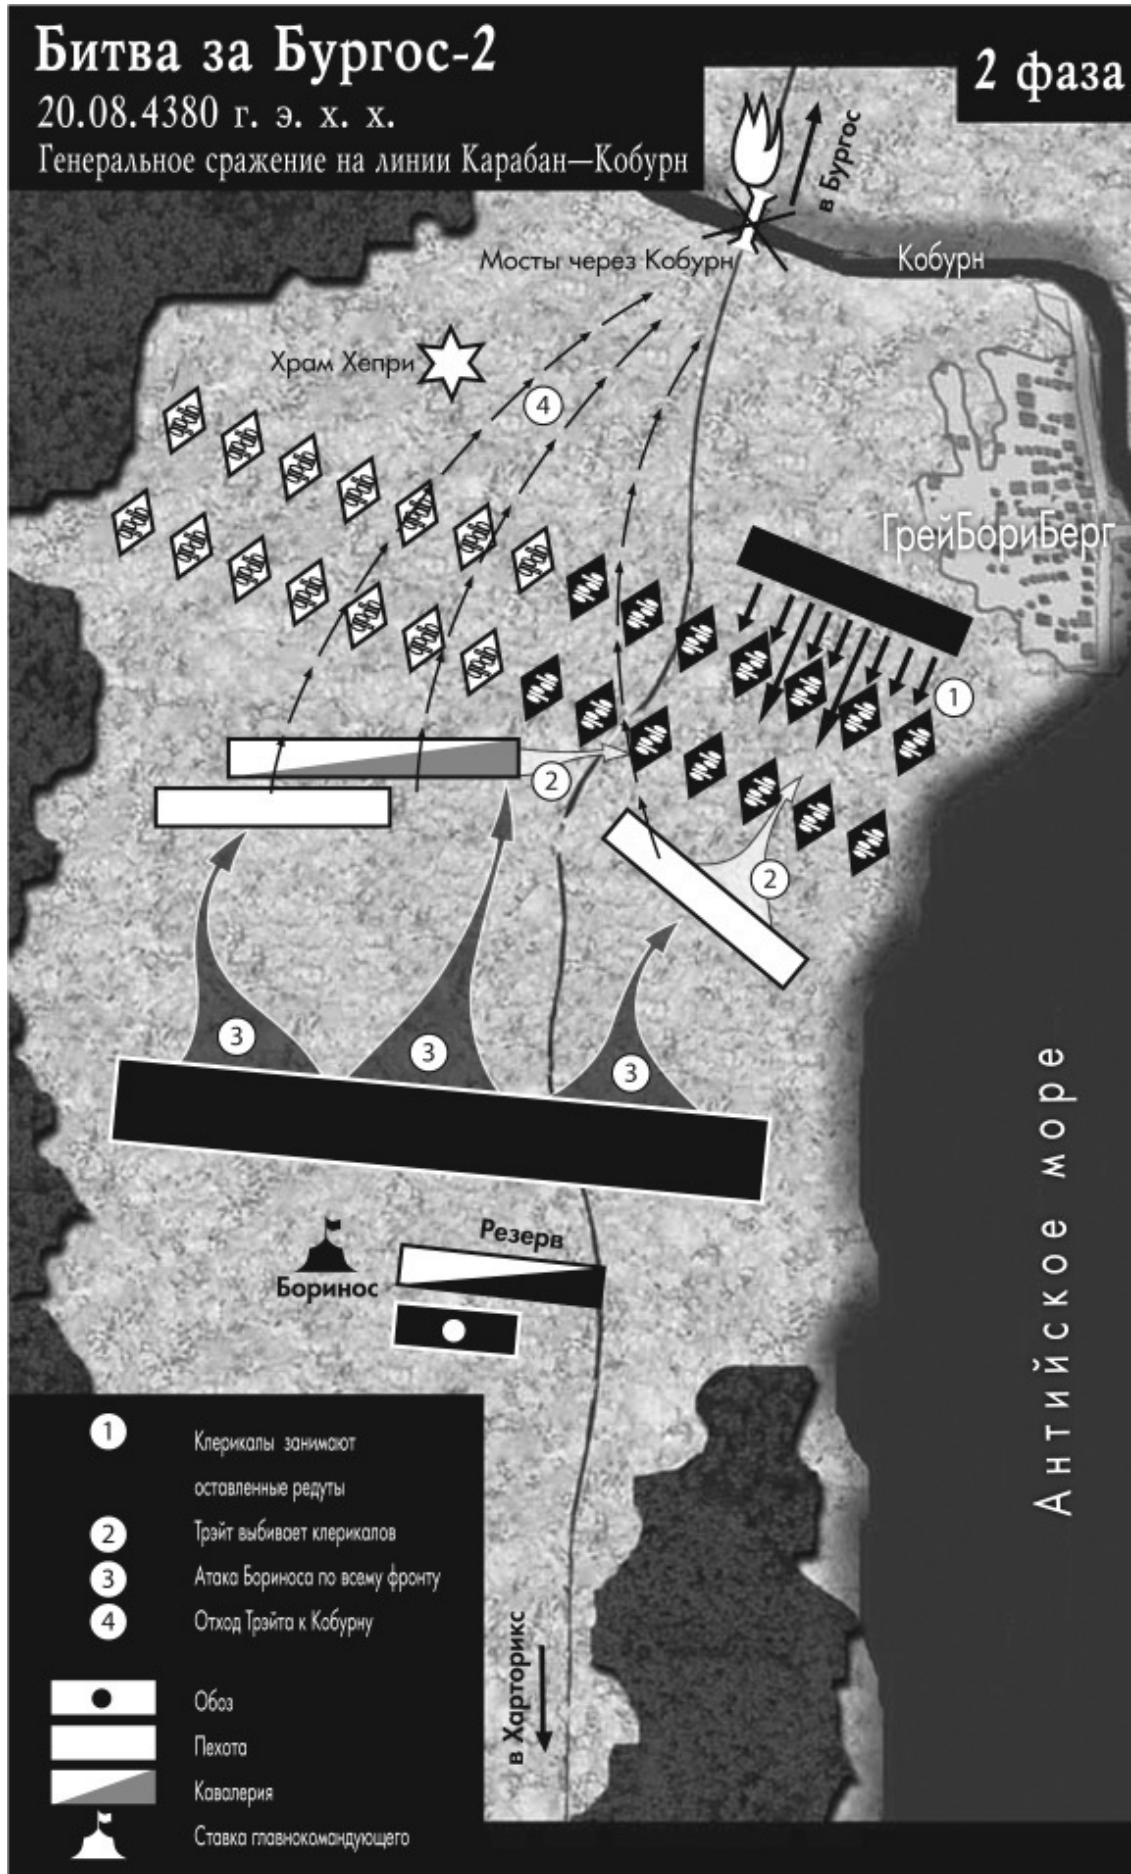 Битва за Бургос-2
20.08.4380 г. э. х. х.
Генеральное сражение на линии Карабан—Кобурн
2 фаза
в Бургос
Мосты через Кобурн
Кобурн
Храм Хепри
4
ГрейБориБерг
1
2
2
3
3
3
Антийское море
Резерв
Боринос
в Харторикс
1 Клерикалы занимают
оставленные редуты
2 Трэйт выбивает клерикалов
3 Атака Бориноса по всему фронту
4 Отход Трэйта к Кобурну
Обоз
Пехота
Кавалерия
Ставка главнокомандующего